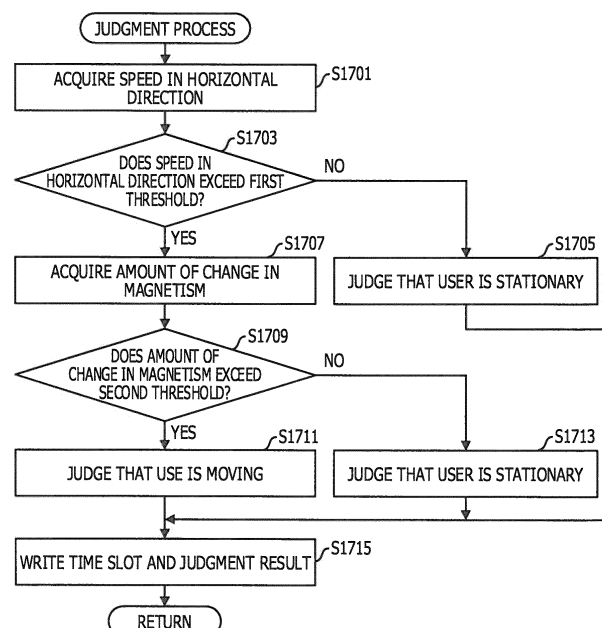 JUDGMENT PROCESS
ACQUIRE SPEED IN HORIZONTAL
DIRECTION
S1701
S1703
DOES SPEED IN
HORIZONTAL DIRECTION EXCEED FIRST
THRESHOLD?
NO
YES
S1707
ACQUIRE AMOUNT OF CHANGE IN
MAGNETISM
S1705
JUDGE THAT USER IS STATIONARY
S1709
DOES AMOUNT OF
CHANGE IN MAGNETISM EXCEED
SECOND THRESHOLD?
NO
YES
S1711
JUDGE THAT USE IS MOVING
S1713
JUDGE THAT USER IS STATIONARY
S1715
WRITE TIME SLOT AND JUDGMENT RESULT
RETURN